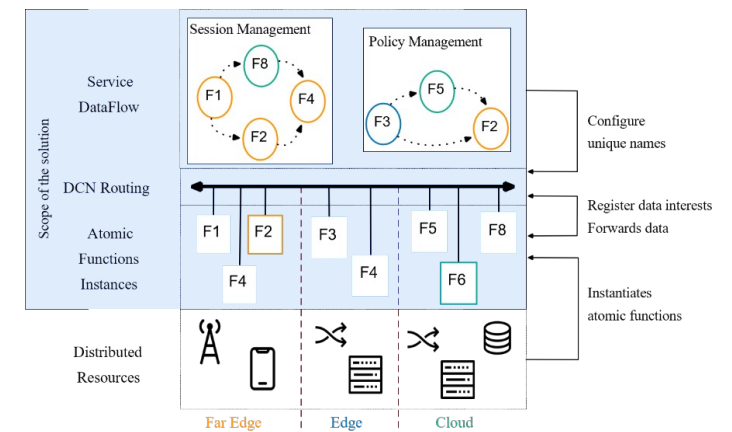 Session Management
Policy Management
F8
F1
F4
F2
F5
F3
F2
Service
DataFlow
Configure
unique names
Scope of the solution
DCN Routing
Register data interests
Forwards data
Atomic
Functions
Instances
F1
F2
F3
F5
F8
F4
F4
F6
Instantiates
atomic functions
Distributed
Resources
Far Edge
Edge
Cloud